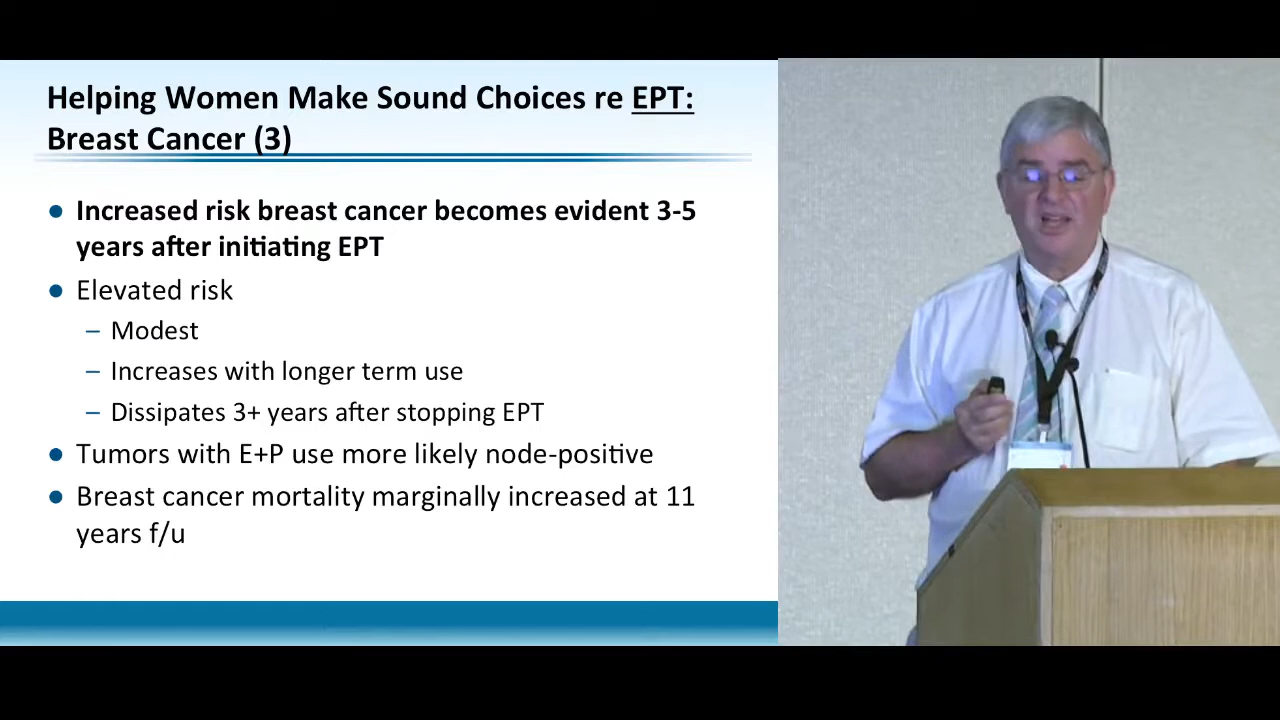 Helping Women Make Sound Choices re EPT:
Breast Cancer (3)
● Increased risk breast cancer becomes evident 3-5
years after initiating EPT
● Elevated risk
– Modest
– Increases with longer term use
– Dissipates 3+ years after stopping EPT
● Tumors with E+P use more likely node-positive
● Breast cancer mortality marginally increased at 11
years f/u